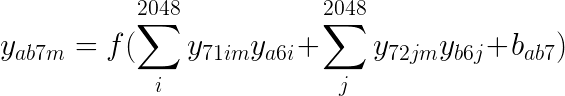 $y_{ab7m} = f(\sum_{i}^{2048} y_{71im} y_{a6i} + \sum_{j}^{2048} y_{72jm} y_{b6j} + b_{ab7})$